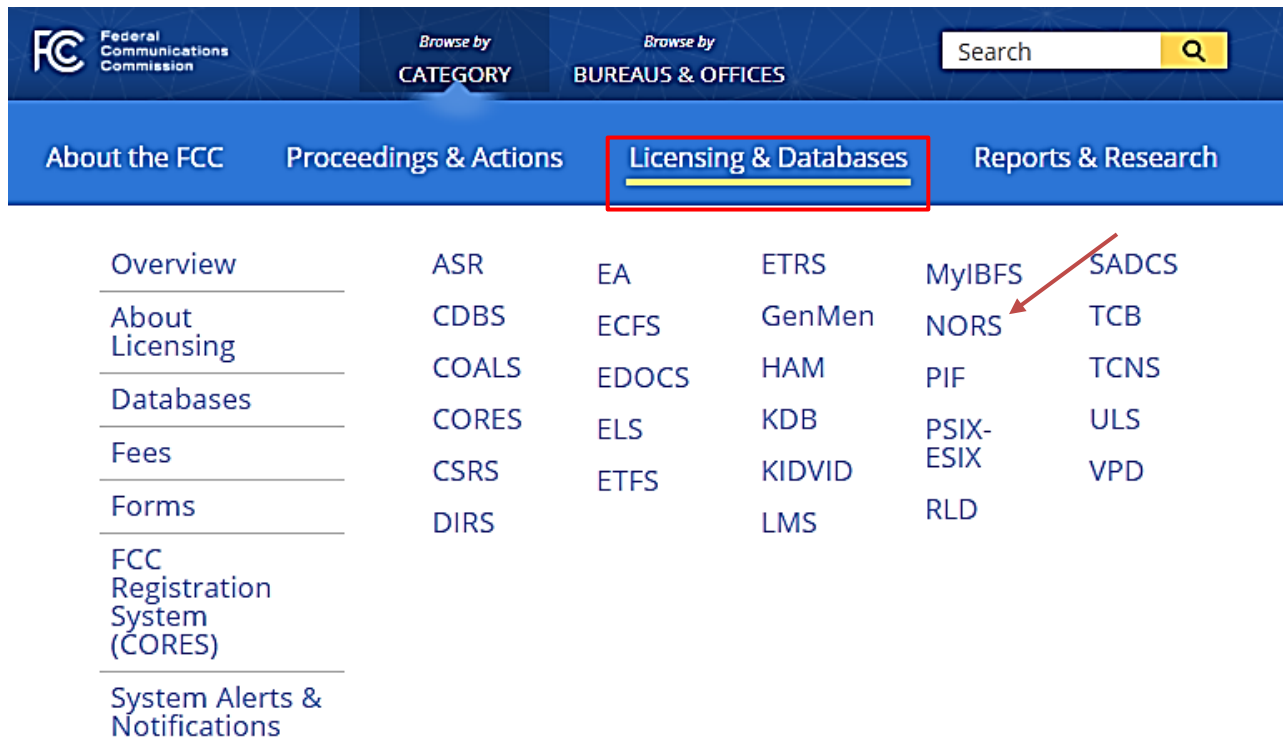 Federal
Communications
Commission
Browse by
CATEGORY
Browse by
BUREAUS & OFFICES
Search
About the FCC
Proceedings & Actions
Licensing & Databases
Reports & Research
Overview
About
Licensing
Databases
Fees
Forms
FCC
Registration
System
(CORES)
System Alerts &
Notifications
ASR
CDBS
COALS
CORES
CSRS
DIRS
EA
ECFS
EDOCS
ELS
ETFS
ETRS
GenMen
HAM
KDB
KIDVID
LMS
MyIBFS
NORS
PIF
PSIX-
ESIX
RLD
SADCS
TCB
TCNS
ULS
VPD